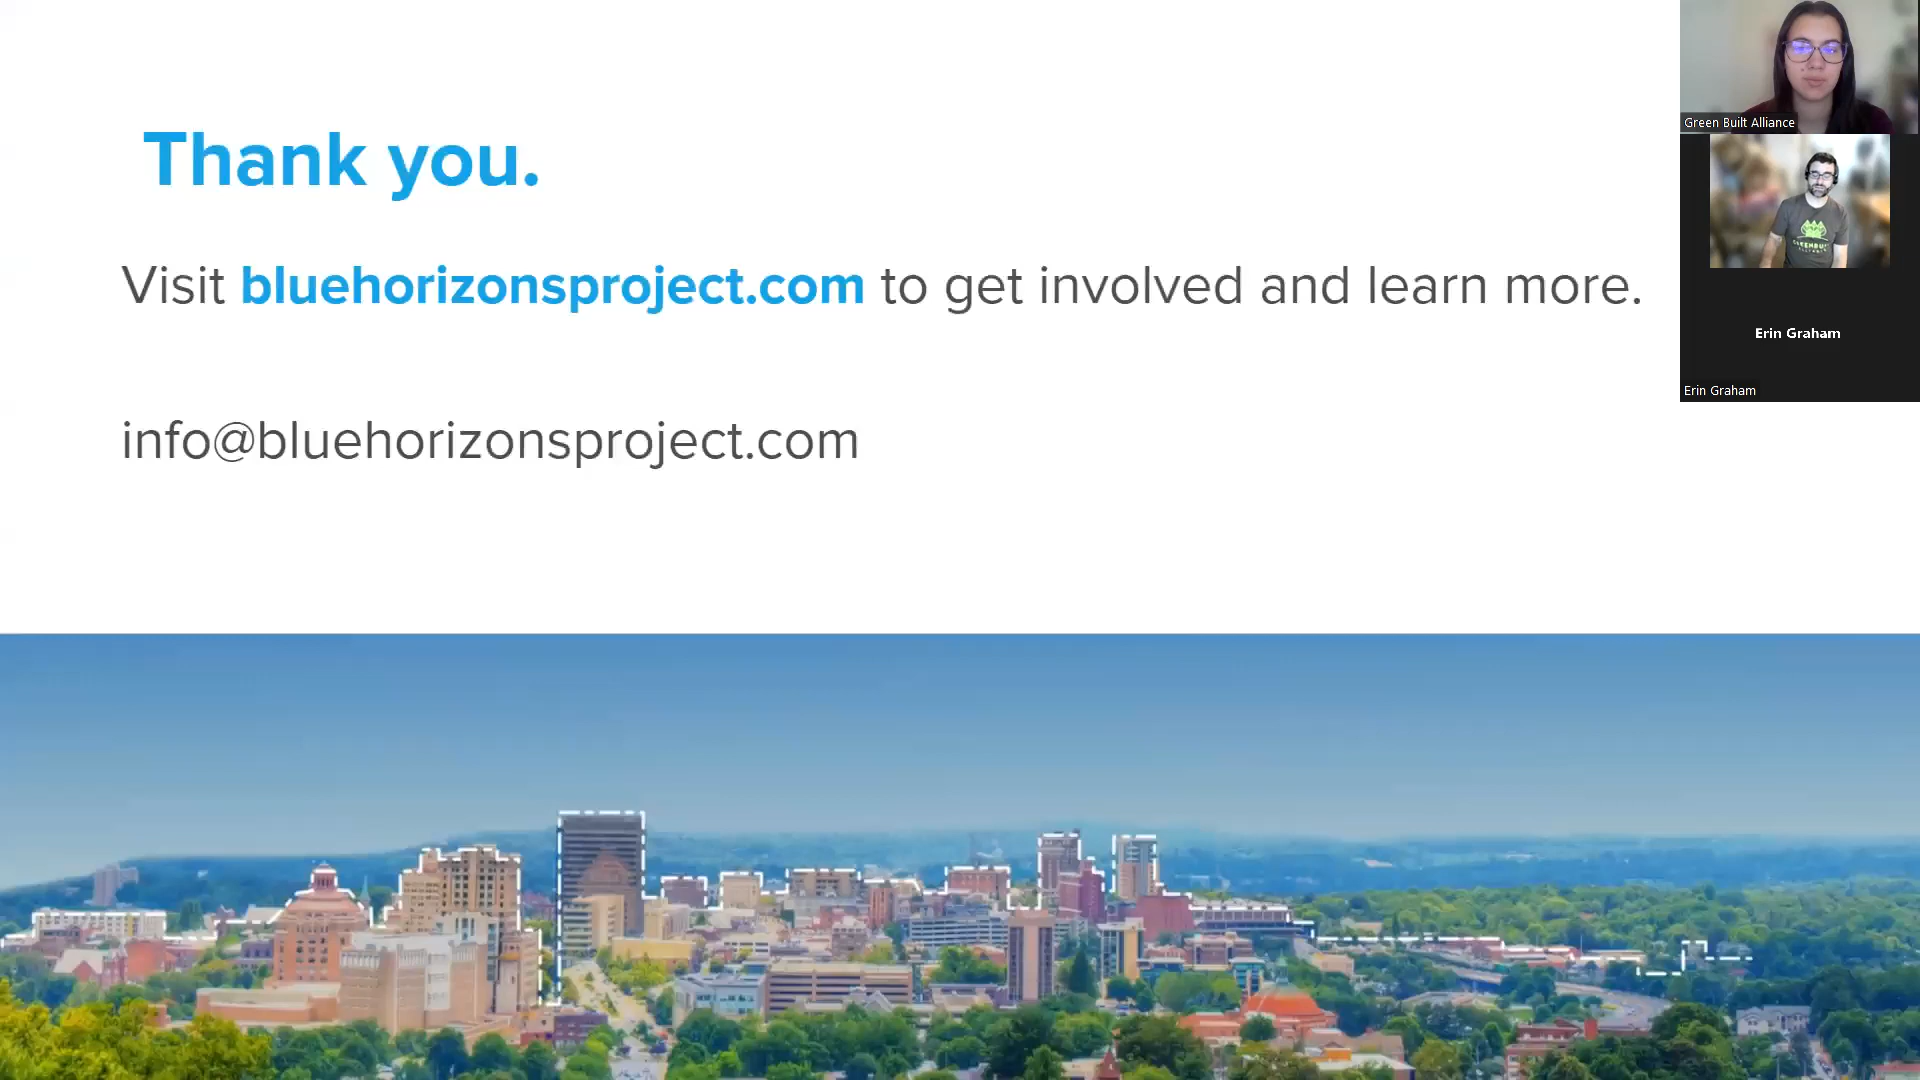 Thank you.
Visit bluehorizonsproject.com to get involved and learn more.
info@bluehorizonsproject.com
Green Built Alliance
Erin Graham
Erin Graham